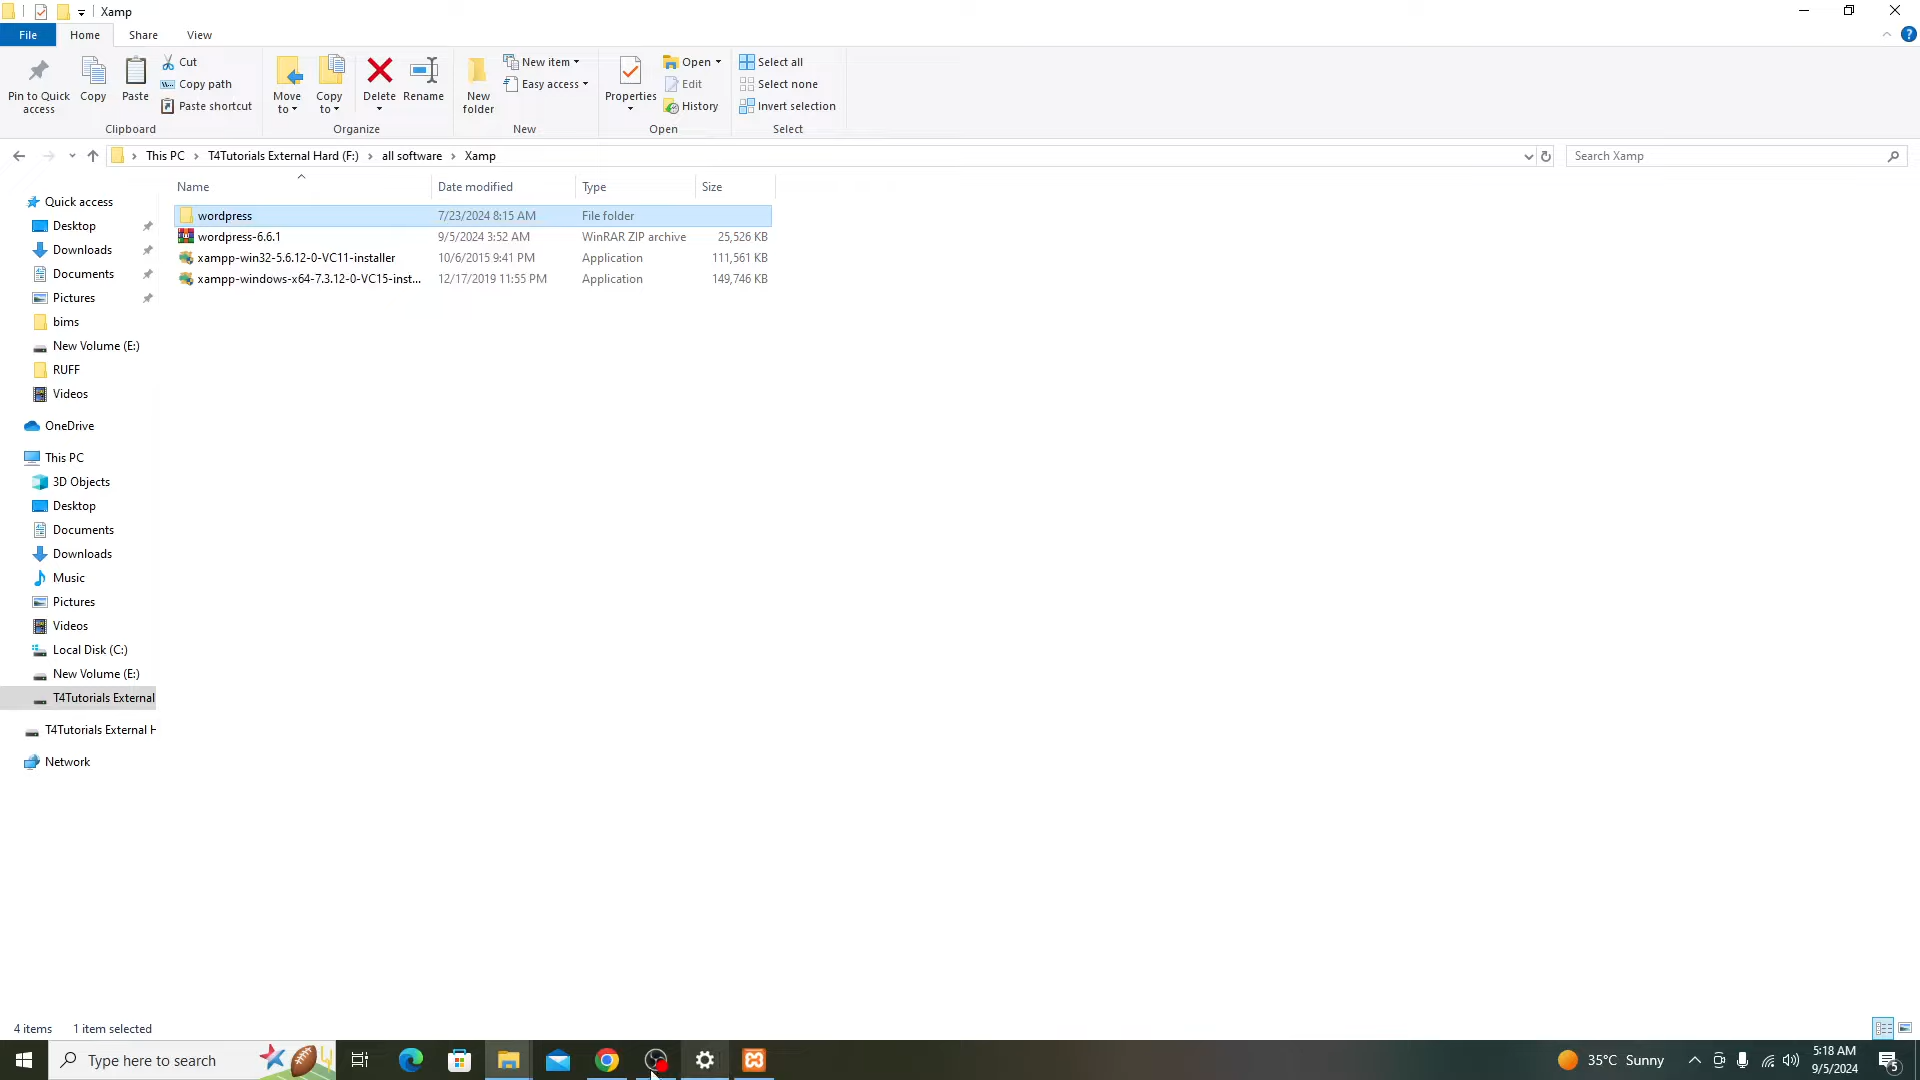 Xamp
File Home Share View
Pin to Quick access
Copy
Paste
Cut
Copy path
Paste shortcut
Clipboard
Move to
Copy to
Delete
Rename
Organize
New folder
New item
Easy access
New
Properties
Open
Edit
History
Open
Select all
Select none
Invert selection
Select
This PC T4Tutorials External Hard (F:) all software Xamp
Search Xamp
Name Date modified Type Size
wordpress 7/23/2024 8:15 AM File folder
wordpress-6.6.1 9/5/2024 3:52 AM WinRAR ZIP archive 25,526 KB
xampp-win32-5.6.12-0-VC11-installer 10/6/2015 9:41 PM Application 111,561 KB
xampp-windows-x64-7.3.12-0-VC15-inst... 12/17/2019 11:55 PM Application 149,746 KB
Quick access
Desktop
Downloads
Documents
Pictures
bims
New Volume (E:)
RUFF
Videos
OneDrive
This PC
3D Objects
Desktop
Documents
Downloads
Music
Pictures
Videos
Local Disk (C:)
New Volume (E:)
T4Tutorials External
T4Tutorials External H
Network
4 items 1 item selected
Type here to search
35°C Sunny
5:18 AM
9/5/2024
5